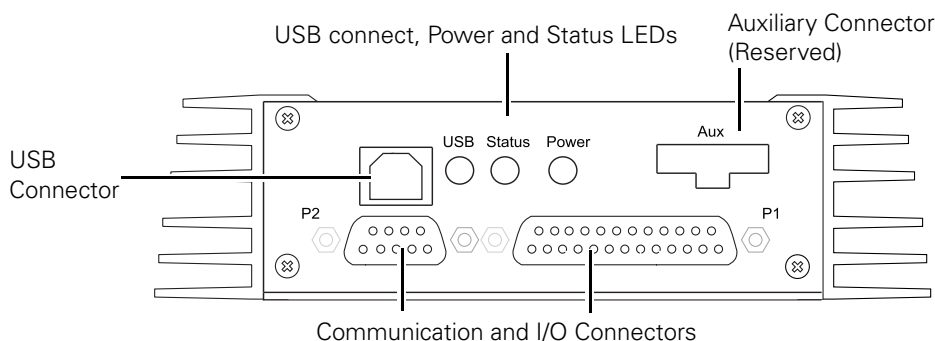 Auxiliary Connector
(Reserved)
USB connect, Power and Status LEDs
Aux
USB Status Power
USB
Connector
P2
P1
Communication and I/O Connectors